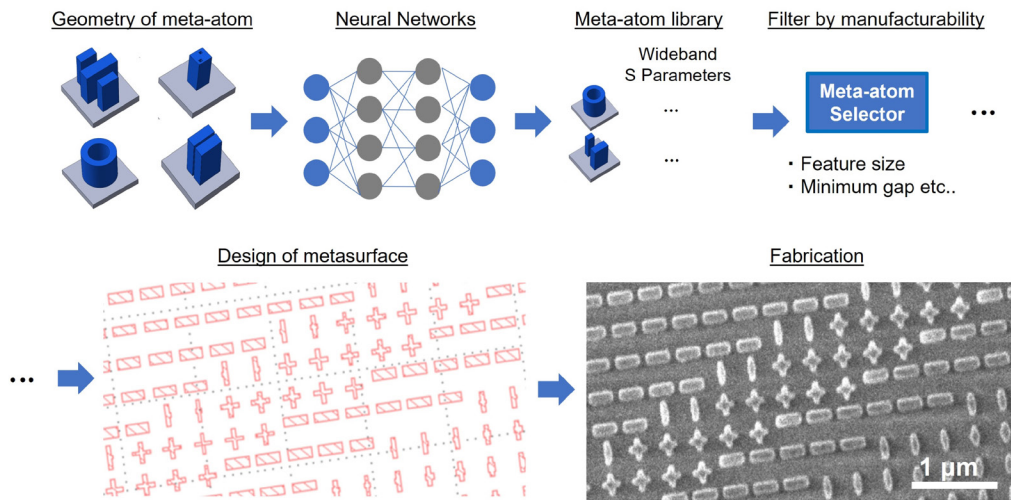 Geometry of meta-atom
Neural Networks
Meta-atom library
Filter by manufacturability
Wideband
S Parameters
...
...
Meta-atom
Selector
...
· Feature size
· Minimum gap etc..
Design of metasurface
Fabrication
...
1 μm